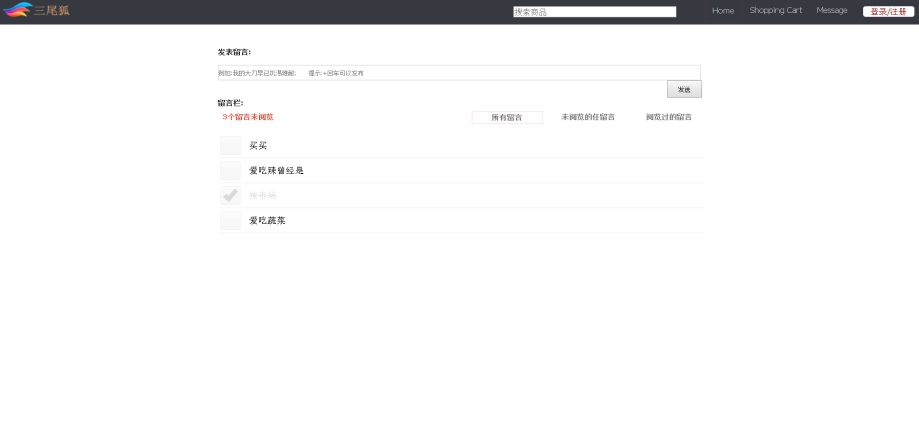 三尾狐
搜索商品
Home
Shopping Cart
Message
登录/注册
发表留言:
例如:我的大刀早已饥渴难耐; 提示:+回车可以发布
发送
留言栏:
3个留言未阅览
所有留言
未阅览的任留言
阅览过的留言
买买
爱吃辣曾经是
爱吃蔬菜